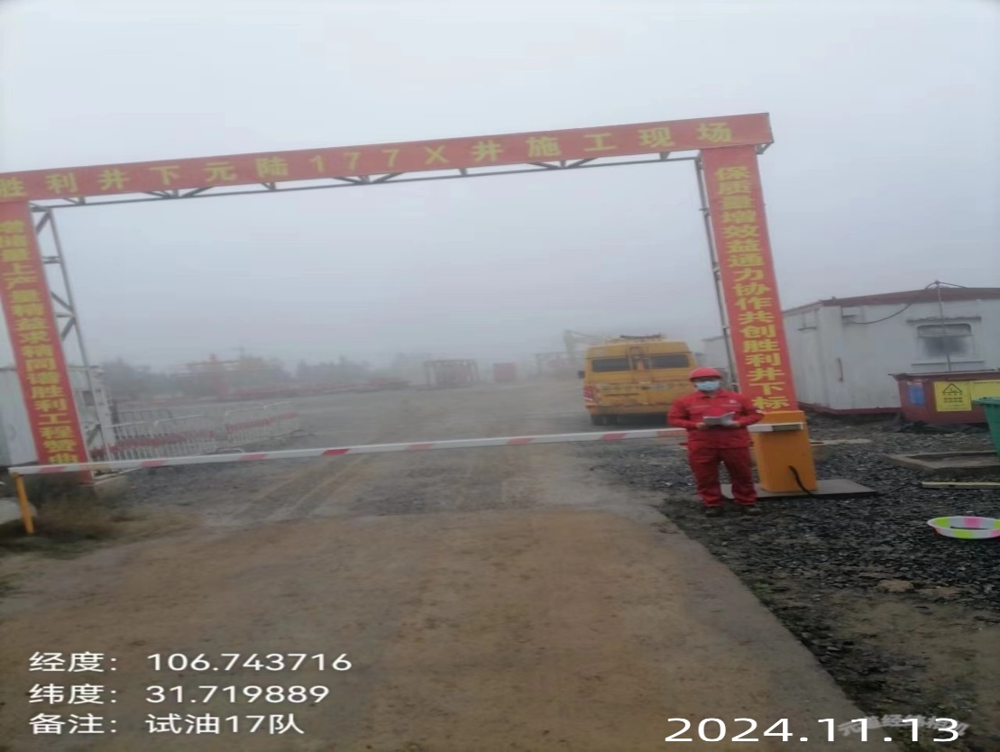 胜利井下元陆177X井施工现场
保质量增效益通力协作共创胜利井下标
经度: 106.743716
纬度: 31.719889
备注: 试油17队
2024.11.13